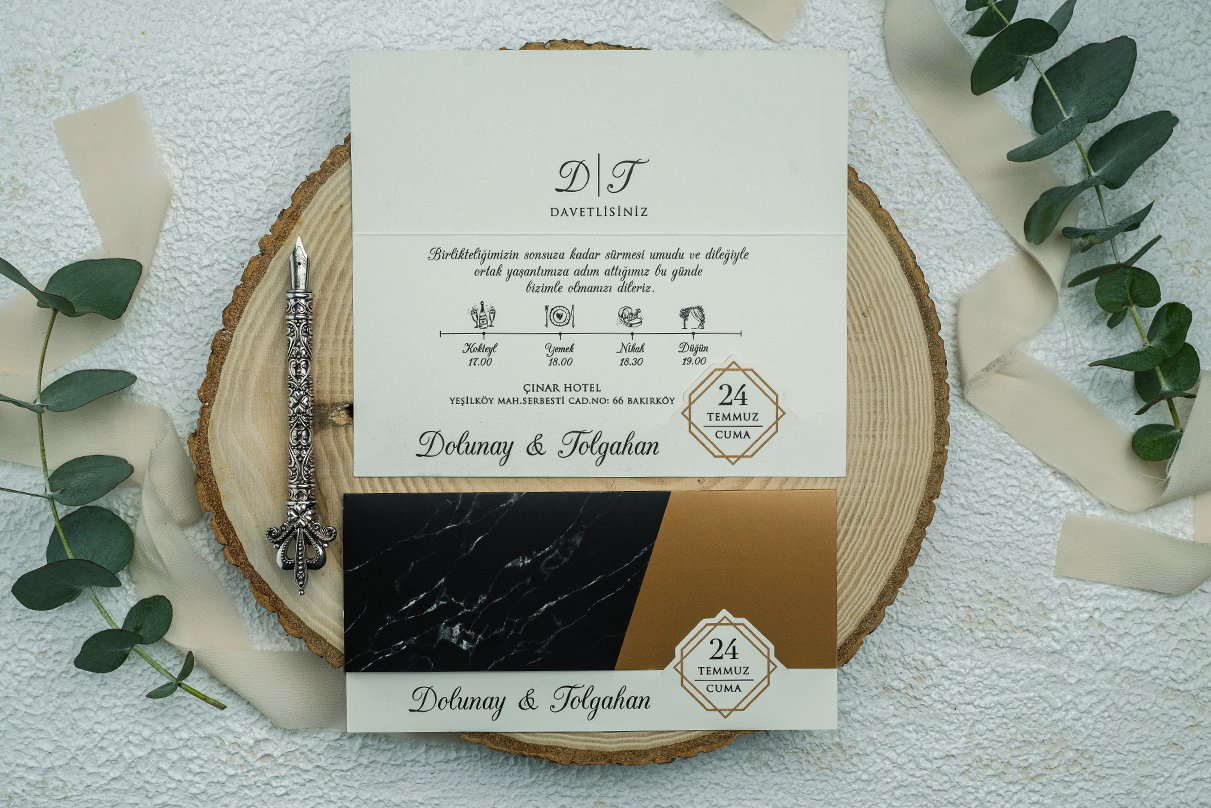 D|T
DAVETLİSİNİZ
Birlikteliğimizin sonsuza kadar sürmesi umudu ve dileğiyle
ortak yaşantımıza adım attığımız bu günde
bizimle olmanızı dileriz.
Kokteyl Yemek Nikah Düğün
17.00 18.00 18.30 19.00
ÇINAR HOTEL
YEŞİLKÖY MAH.SERBESTİ CAD.NO: 66 BAKIRKÖY
24
TEMMUZ
CUMA
Dolunay & Tolgahan
24
TEMMUZ
CUMA
Dolunay & Tolgahan